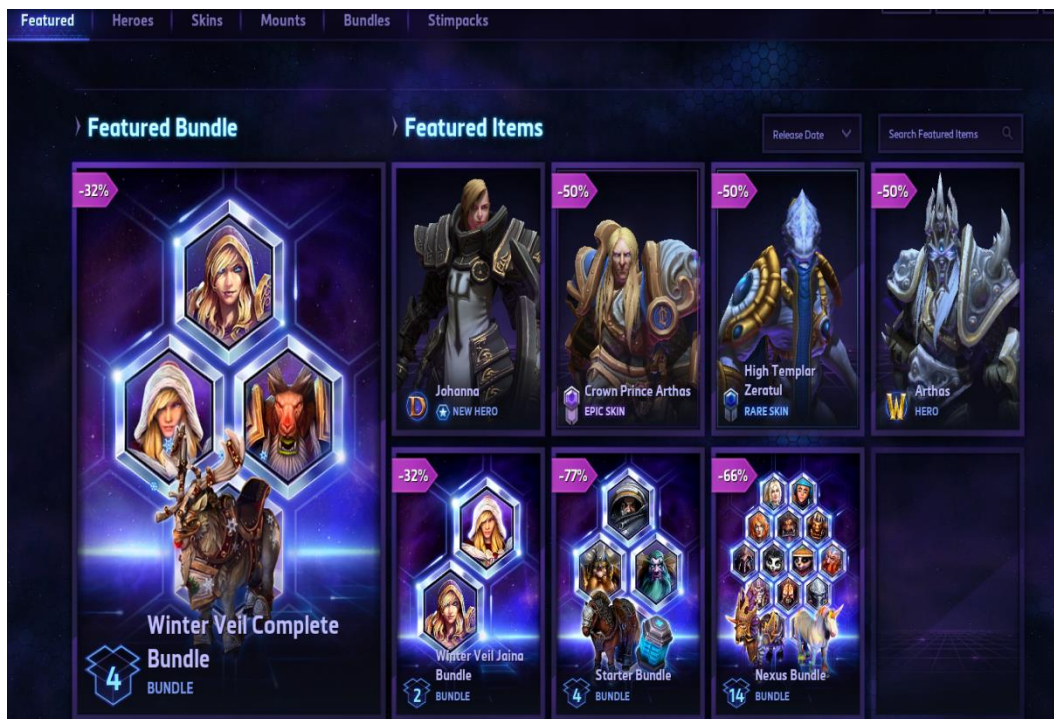 Featured
Heroes
Skins
Mounts
Bundles
Stimpacks
Featured Bundle
Featured Items
Release Date
Search Featured Items
-32%
Winter Veil Complete
Bundle
4
BUNDLE
Johanna
D
NEW HERO
-50%
Crown Prince Arthas
EPIC SKIN
-50%
High Templar
Zeratul
RARE SKIN
-50%
Arthas
W
HERO
-32%
Winter Veil Jaina
Bundle
2
BUNDLE
-77%
Starter Bundle
4
BUNDLE
-66%
Nexus Bundle
14
BUNDLE